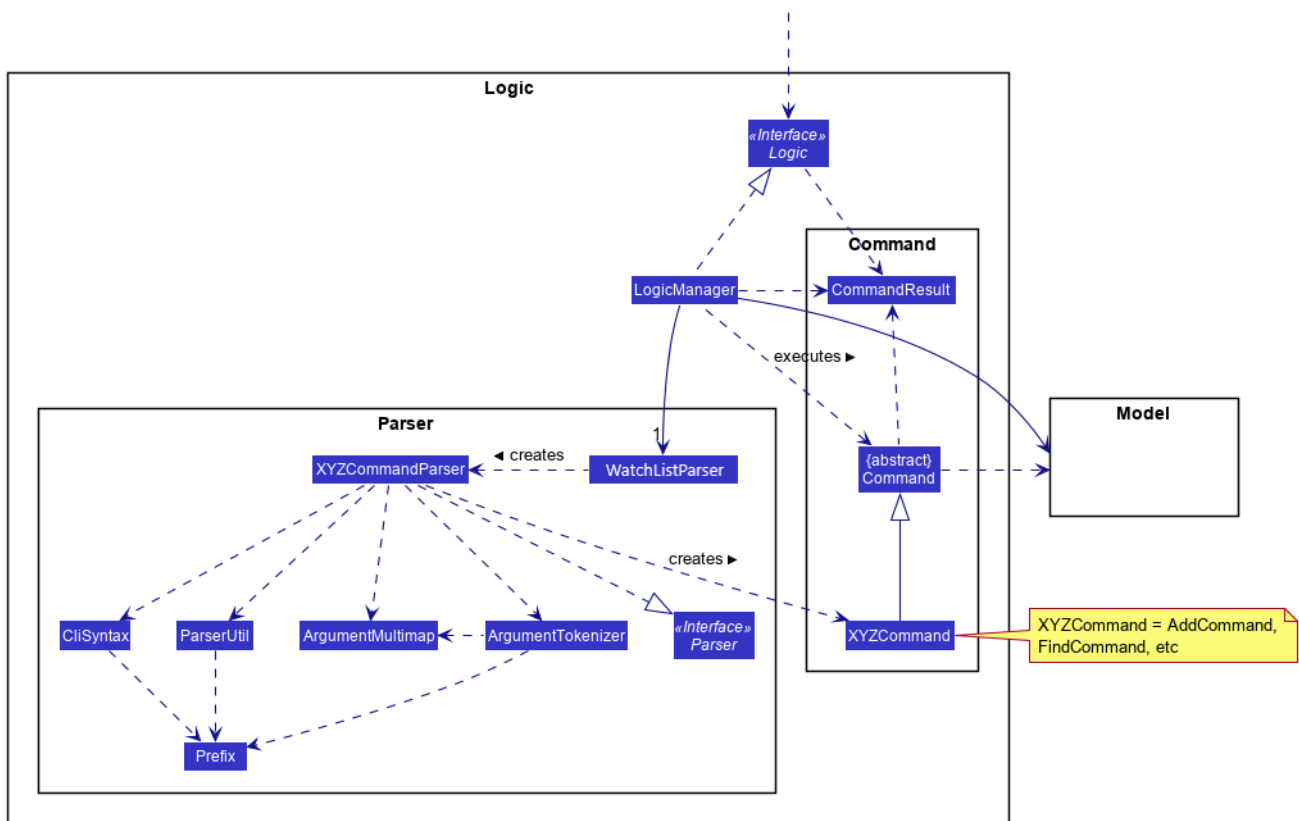 Logic
«Interface»
Logic
Command
LogicManager
CommandResult
executes ►
Model
Parser
1
◄ creates
XYZCommandParser
WatchListParser
{abstract}
Command
creates ►
CliSyntax
ParserUtil
ArgumentMultimap
ArgumentTokenizer
«Interface»
Parser
XYZCommand
XYZCommand = AddCommand,
FindCommand, etc
Prefix